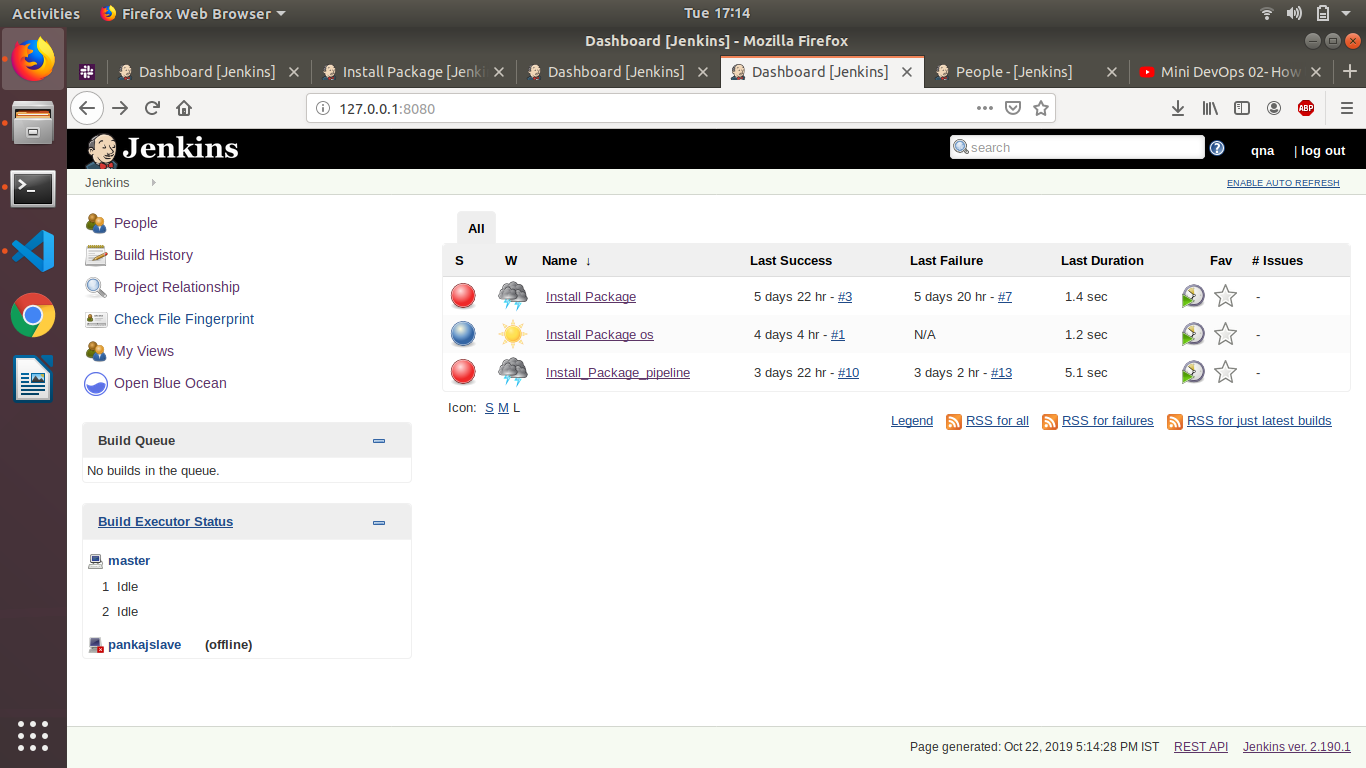 Activities Firefox Web Browser Tue 17:14
Dashboard [Jenkins] - Mozilla Firefox
Dashboard [Jenkins] Install Package [Jenki Dashboard [Jenkins] Dashboard [Jenkins] People - [Jenkins] Mini DevOps 02- How
127.0.0.1:8080 ABP
Jenkins search ? qna | log out
Jenkins ENABLE AUTO REFRESH
People
Build History
Project Relationship
Check File Fingerprint
My Views
Open Blue Ocean
Build Queue
No builds in the queue.
Build Executor Status
master
1 Idle
2 Idle
pankajslave (offline)
All
S W Name ↓ Last Success Last Failure Last Duration Fav # Issues
Install Package 5 days 22 hr - #3 5 days 20 hr - #7 1.4 sec -
Install Package os 4 days 4 hr - #1 N/A 1.2 sec -
Install_Package_pipeline 3 days 22 hr - #10 3 days 2 hr - #13 5.1 sec -
Icon: S M L
Legend RSS for all RSS for failures RSS for just latest builds
Page generated: Oct 22, 2019 5:14:28 PM IST REST API Jenkins ver. 2.190.1